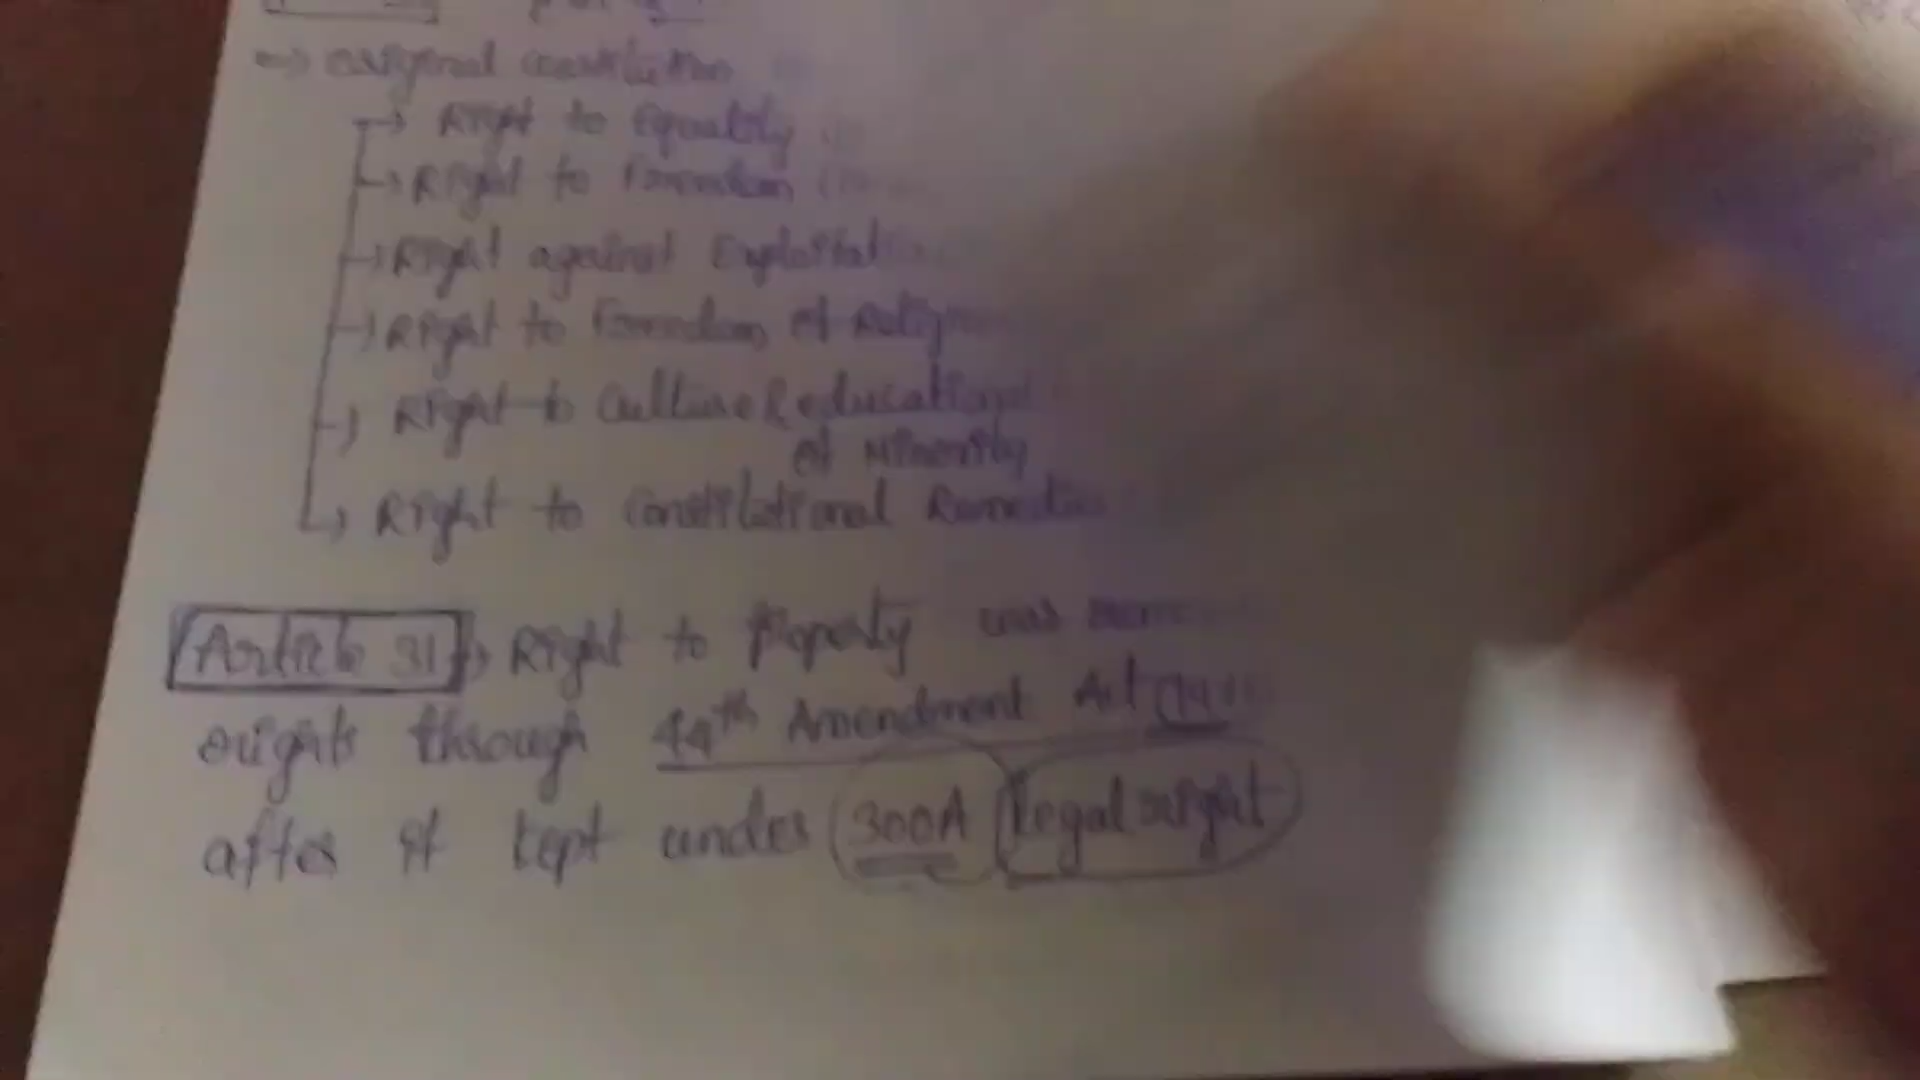 ⇒ original constitution
→ Right to Equality
→ Right to Freedom
→ Right against Exploitat
→ Right to Freedom of Religion
→ Right to Culture & education
of Minority
→ Right to Constitutional Remedies
Article 31 → Right to Property was
rights through 44th Amendment Act
after it kept under 300A legal right